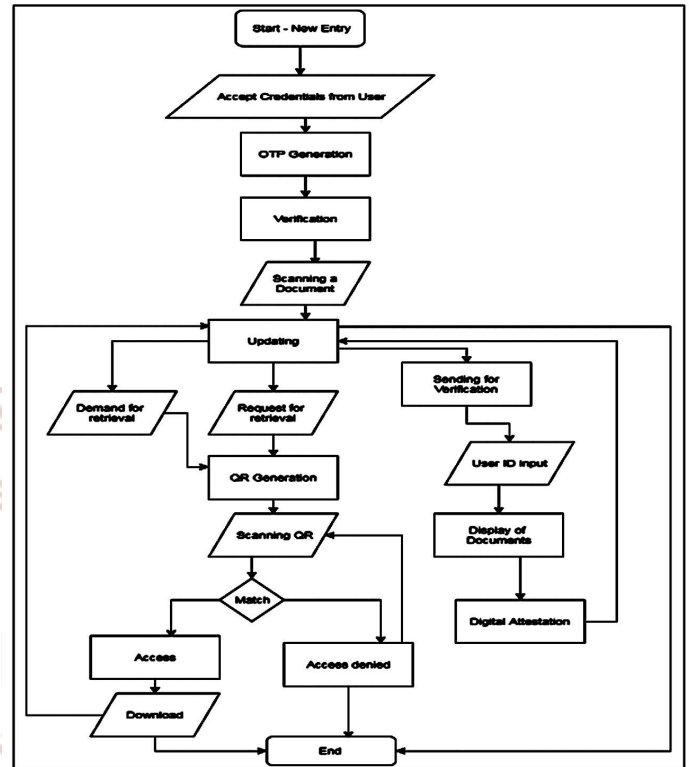 Start - New Entry
Accept Credentials from User
OTP Generation
Verification
Scanning a
Document
Updating
Demand for
retrieval
Request for
retrieval
Sending for
Verification
QR Generation
User ID Input
Scanning QR
Display of
Documents
Match
Digital Attestation
Access
Access denied
Download
End